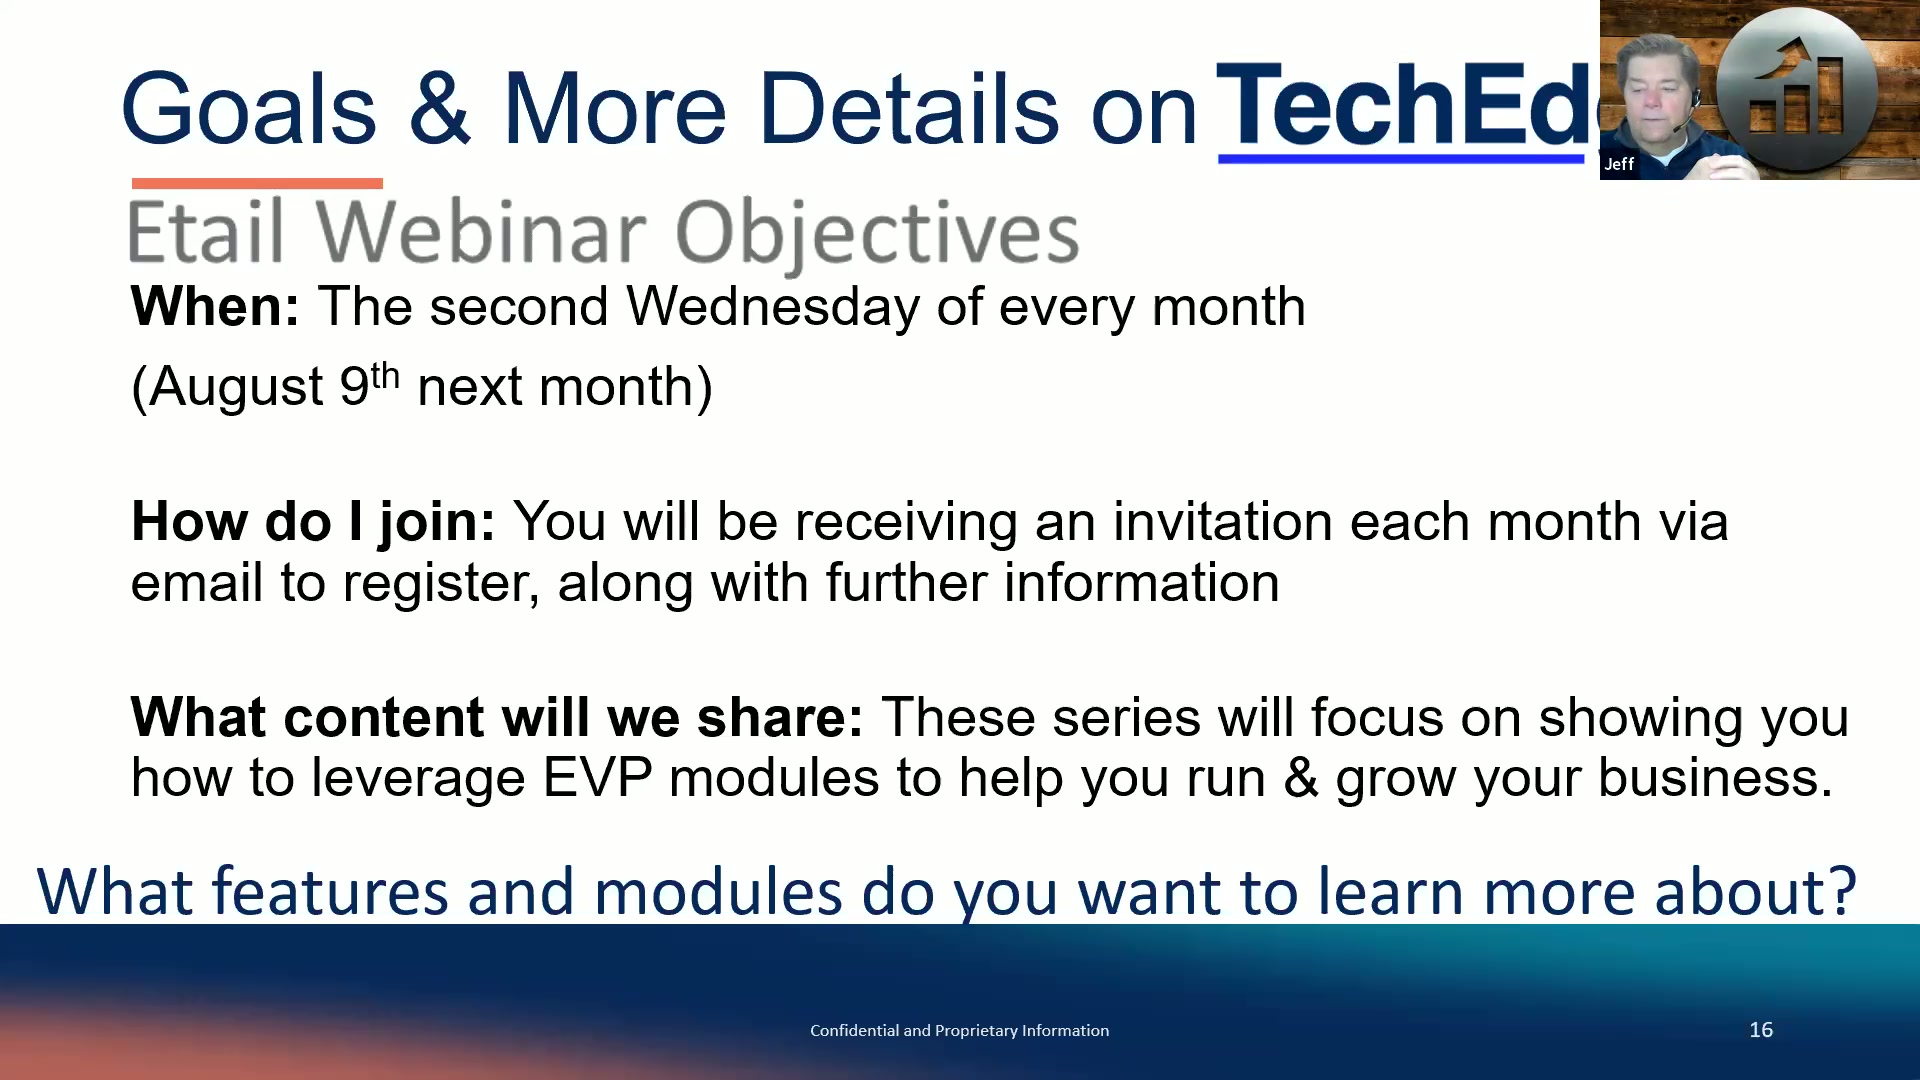 Goals & More Details on TechEd
Jeff
Etail Webinar Objectives
When: The second Wednesday of every month
(August 9th next month)
How do I join: You will be receiving an invitation each month via
email to register, along with further information
What content will we share: These series will focus on showing you
how to leverage EVP modules to help you run & grow your business.
What features and modules do you want to learn more about?
Confidential and Proprietary Information
16